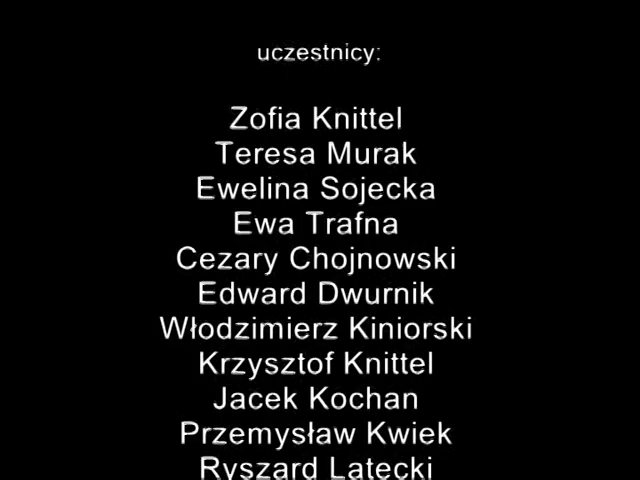 uczestnicy:
Zofia Knittel
Teresa Murak
Ewelina Sojecka
Ewa Trafna
Cezary Chojnowski
Edward Dwurnik
Włodzimierz Kiniorski
Krzysztof Knittel
Jacek Kochan
Przemysław Kwiek
Ryszard Latecki